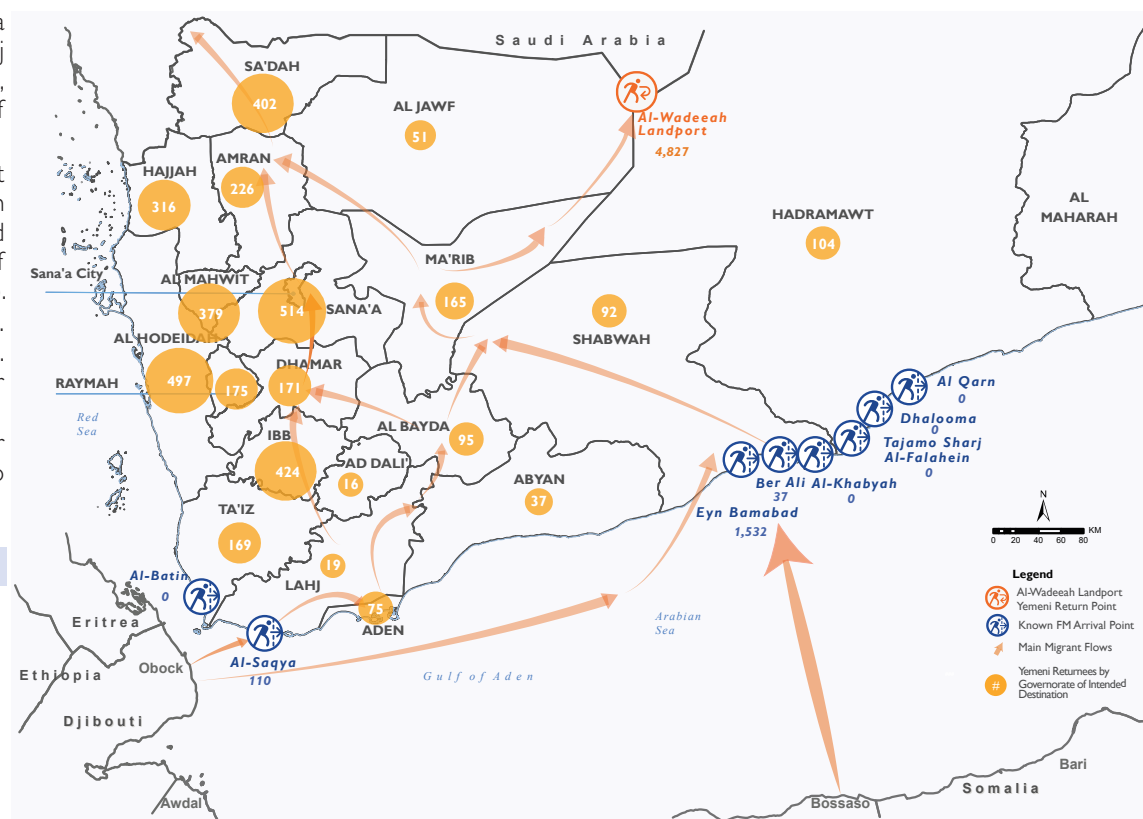 a
j
,
f
t
n
d
f
.
.
.
r
r
o
Saudi Arabia
SA'DAH
402
AL JAWF
51
Al-Wadeeah
Landport
4,827
AMRAN
226
HAJJAH
316
HADRAMAWT
104
AL
MAHARAH
MA'RIB
165
Sana'a City
AL MAHWIT
379
514
SANA'A
92
SHABWAH
AL HODEIDAH
497
175
DHAMAR
171
RAYMAH
Red
Sea
IBB
424
AL BAYDA
95
AD DALI'
16
ABYAN
37
TA'IZ
169
19
LAHJ
75
ADEN
Al Qarn
0
Dhalooma
0
Tajamo Sharj
Al-Falahein
0
Ber Ali
37
Al-Khabyah
0
Eyn Bamabad
1,532
Al-Batin
0
Al-Saqya
110
Eritrea
Ethiopia
Obock
Djibouti
Awdal
Gulf of Aden
Arabian
Sea
Bossaso
Somalia
Bari
N
0 20 40 60 80
KM
Legend
Al-Wadeeah Landport
Yemeni Return Point
Known FM Arrival Point
Main Migrant Flows
#
Yemeni Returnees by
Governorate of Intended
Destination